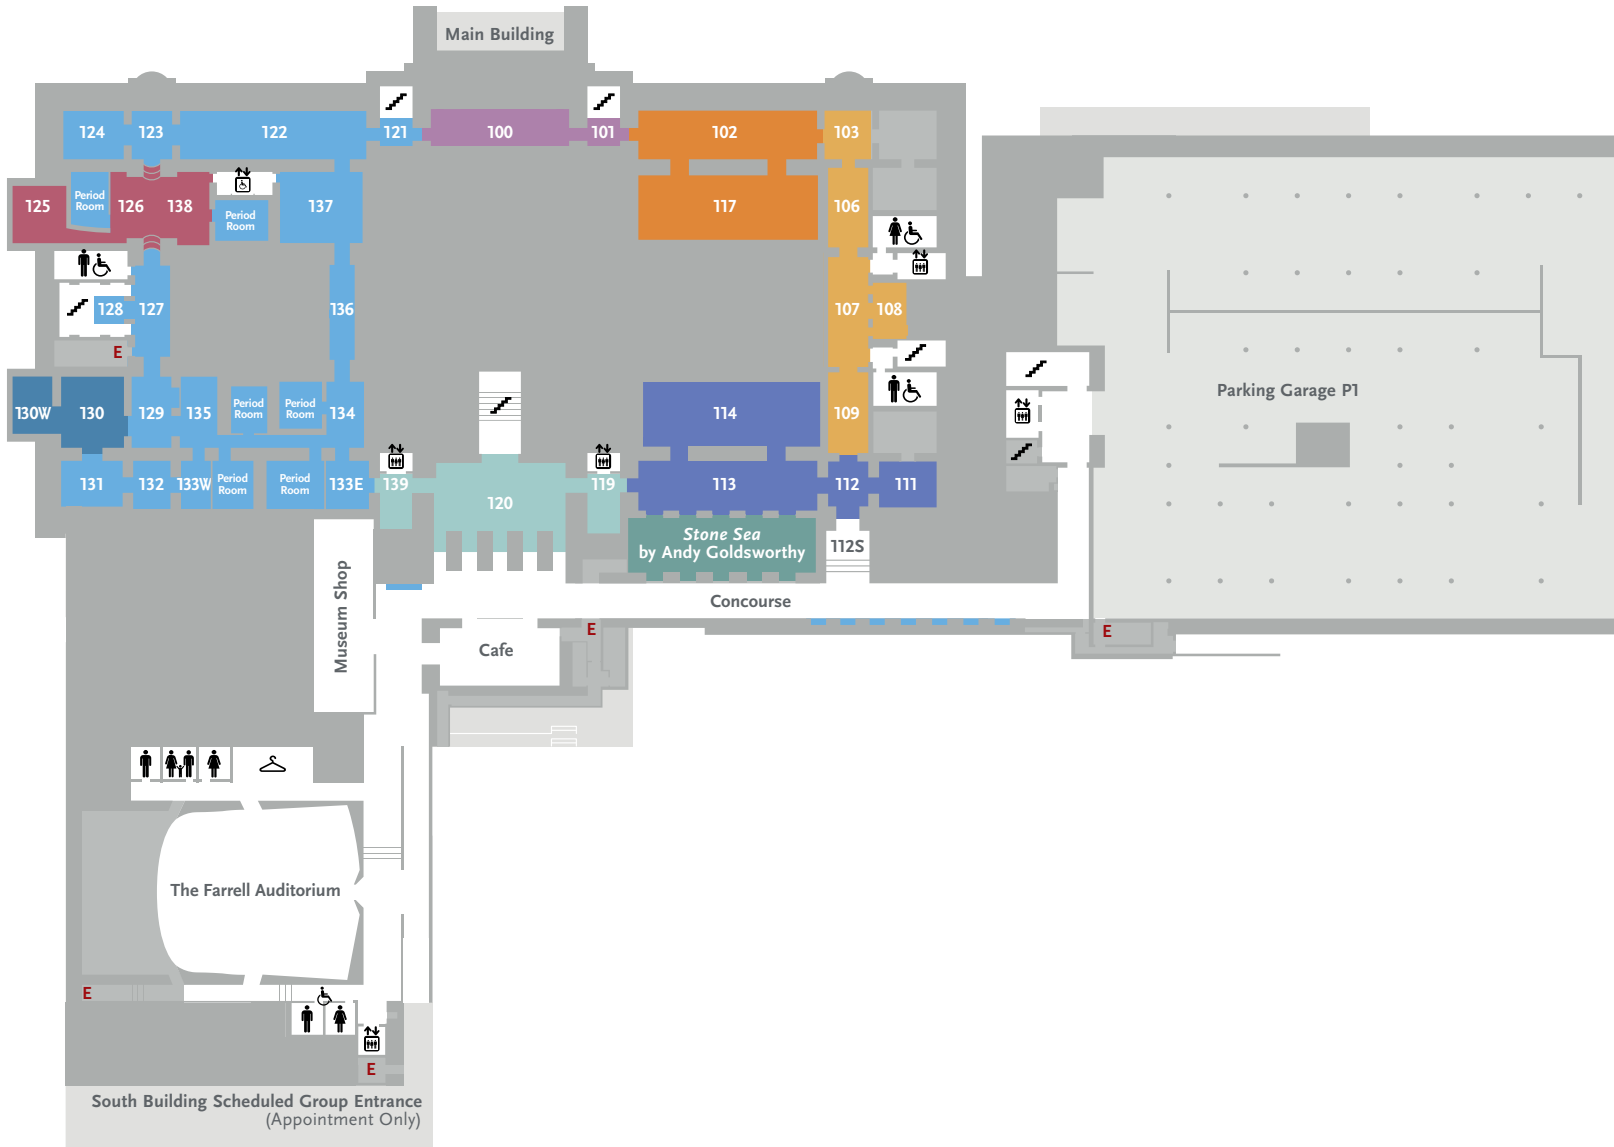 Main Building
124
123
122
121
100
101
102
103
125
Period
Room
126
138
Period
Room
137
117
106
128
127
136
107
108
E
130W
130
129
135
Period
Room
Period
Room
134
114
109
Parking Garage P1
131
132
133W
Period
Room
Period
Room
133E
139
120
119
113
112
111
Stone Sea
by Andy Goldsworthy
112S
Museum Shop
Concourse
Cafe
E
E
The Farrell Auditorium
E
E
South Building Scheduled Group Entrance
(Appointment Only)